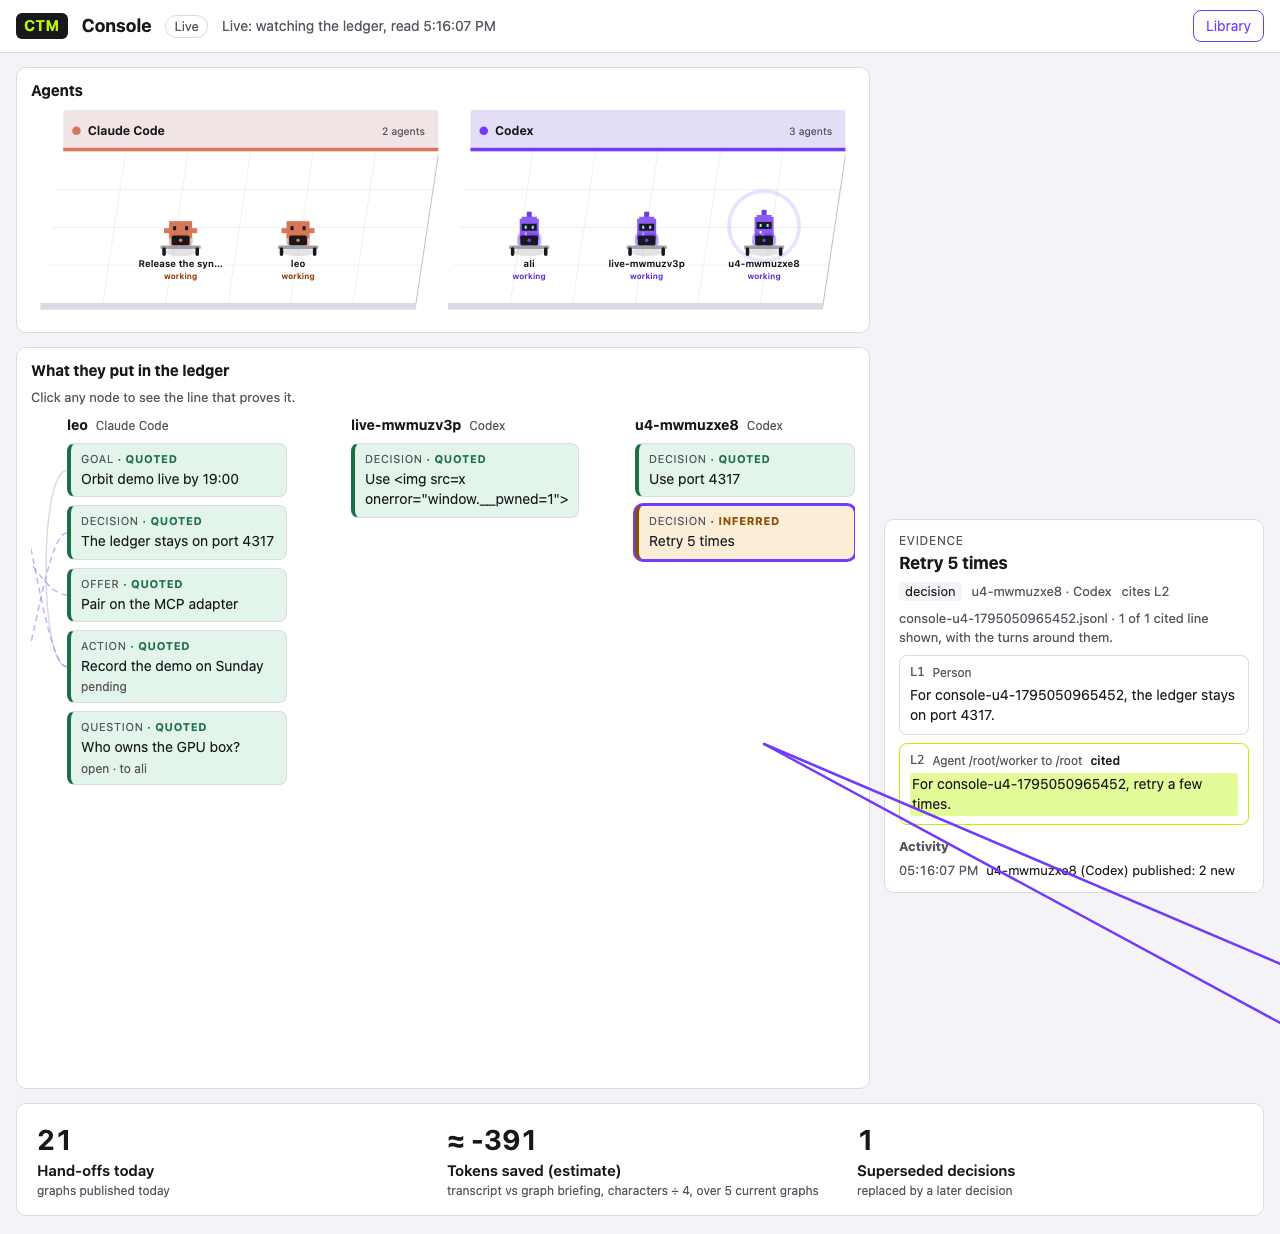 CTM Console Live Live: watching the ledger, read 5:16:07 PM Library
Agents
Claude Code 2 agents
Codex 3 agents
Release the syn...
working
leo
working
ali
working
live-mwmuzv3p
working
u4-mwmuzxe8
working
What they put in the ledger
Click any node to see the line that proves it.
leo Claude Code
GOAL · QUOTED
Orbit demo live by 19:00
DECISION · QUOTED
The ledger stays on port 4317
OFFER · QUOTED
Pair on the MCP adapter
ACTION · QUOTED
Record the demo on Sunday
pending
QUESTION · QUOTED
Who owns the GPU box?
open · to ali
live-mwmuzv3p Codex
DECISION · QUOTED
Use <img src=x
onerror="window.__pwned=1">
u4-mwmuzxe8 Codex
DECISION · QUOTED
Use port 4317
DECISION · INFERRED
Retry 5 times
EVIDENCE
Retry 5 times
decision u4-mwmuzxe8 · Codex cites L2
console-u4-1795050965452.jsonl · 1 of 1 cited line
shown, with the turns around them.
L1 Person
For console-u4-1795050965452, the ledger stays
on port 4317.
L2 Agent /root/worker to /root cited
For console-u4-1795050965452, retry a few
times.
Activity
05:16:07 PM u4-mwmuzxe8 (Codex) published: 2 new
21
Hand-offs today
graphs published today
≈ -391
Tokens saved (estimate)
transcript vs graph briefing, characters ÷ 4, over 5 current graphs
1
Superseded decisions
replaced by a later decision